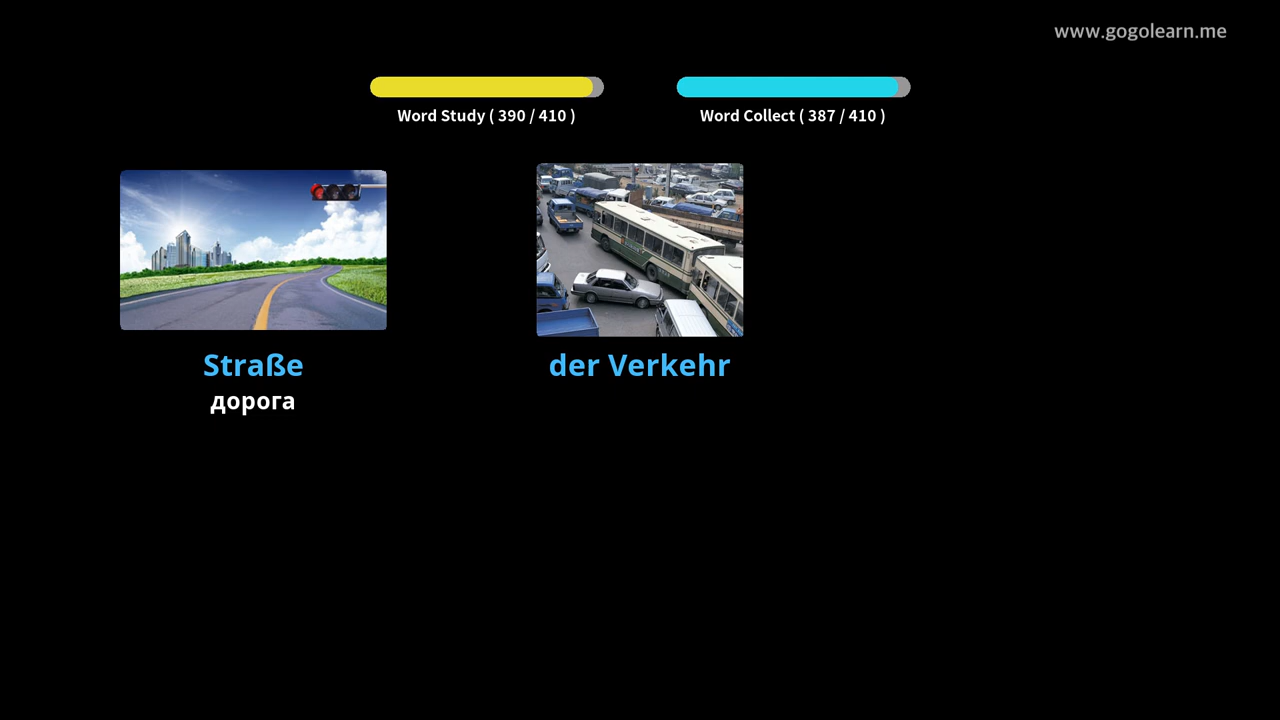 www.gogolearn.me
Word Study ( 390 / 410 )
Word Collect ( 387 / 410 )
Straße
der Verkehr
дорога